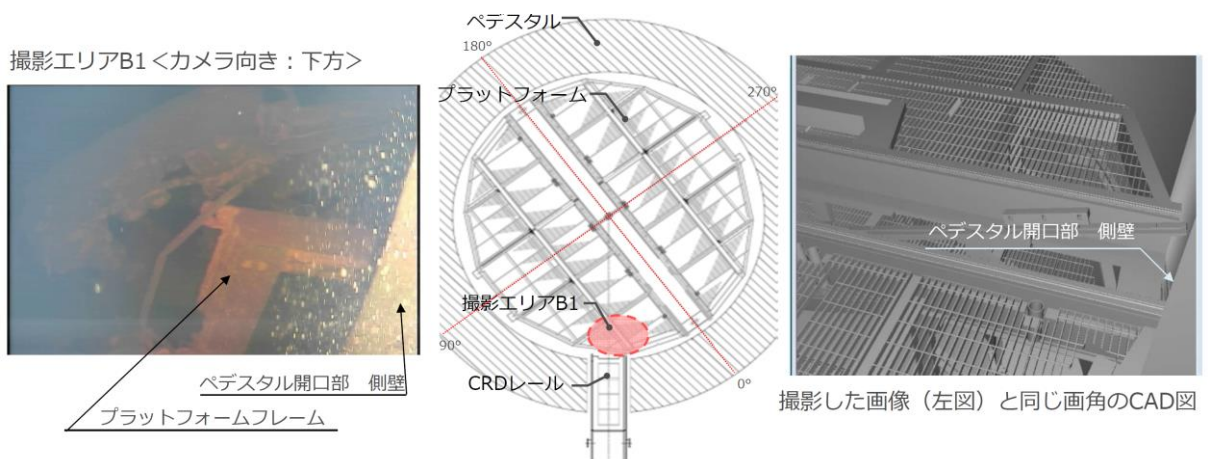 撮影エリアB1<カメラ向き：下方>
プラットフォームフレーム
ペデスタル開口部　側壁
ペデスタル
180°
プラットフォーム
270°
撮影エリアB1
90°
CRDレール
0°
ペデスタル開口部　側壁
撮影した画像（左図）と同じ画角のCAD図